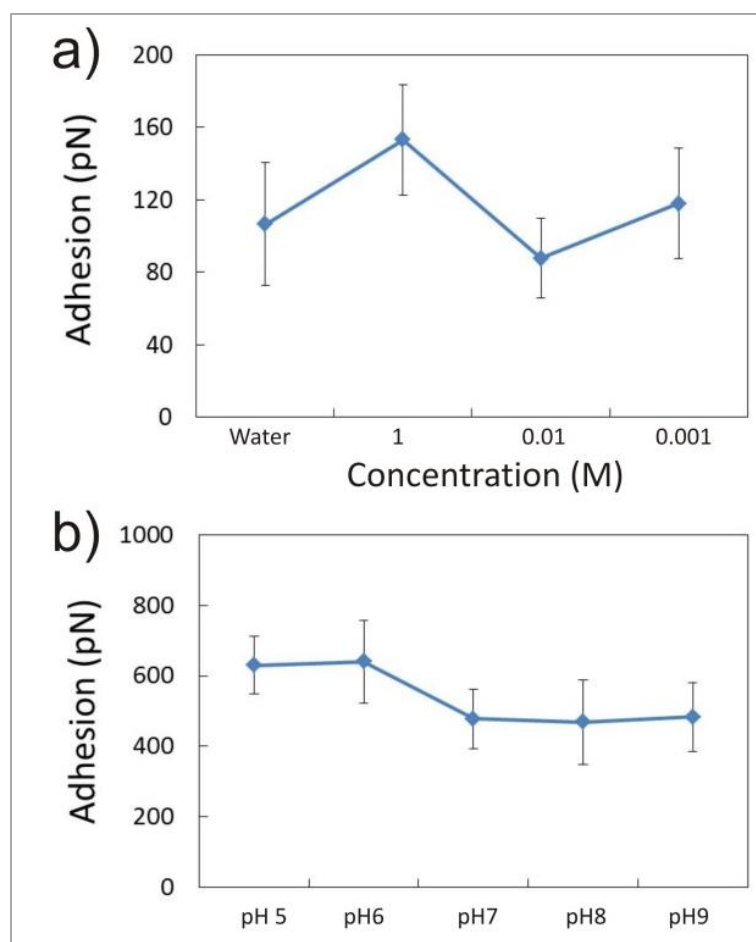 a)
Adhesion (pN)
200
160
120
80
40
0
Water 1 0.01 0.001
Concentration (M)
b)
Adhesion (pN)
1000
800
600
400
200
0
pH 5 pH6 pH7 pH8 pH9